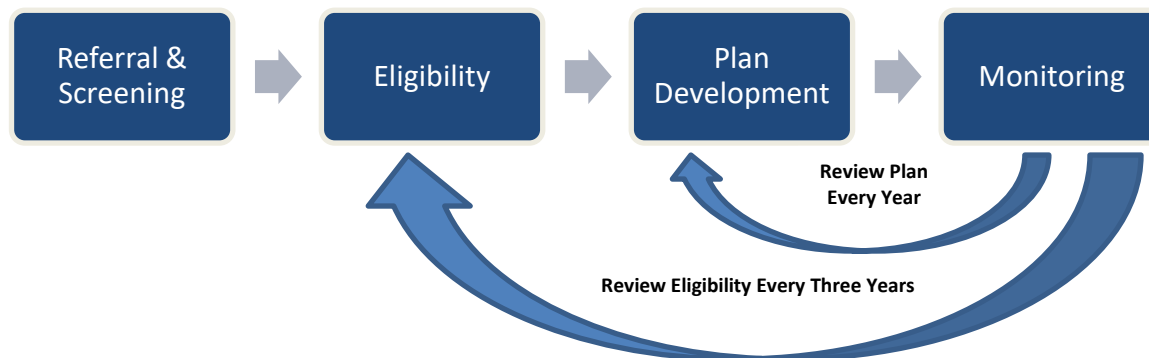 Referral &
Screening
Eligibility
Plan
Development
Monitoring
Review Plan
Every Year
Review Eligibility Every Three Years